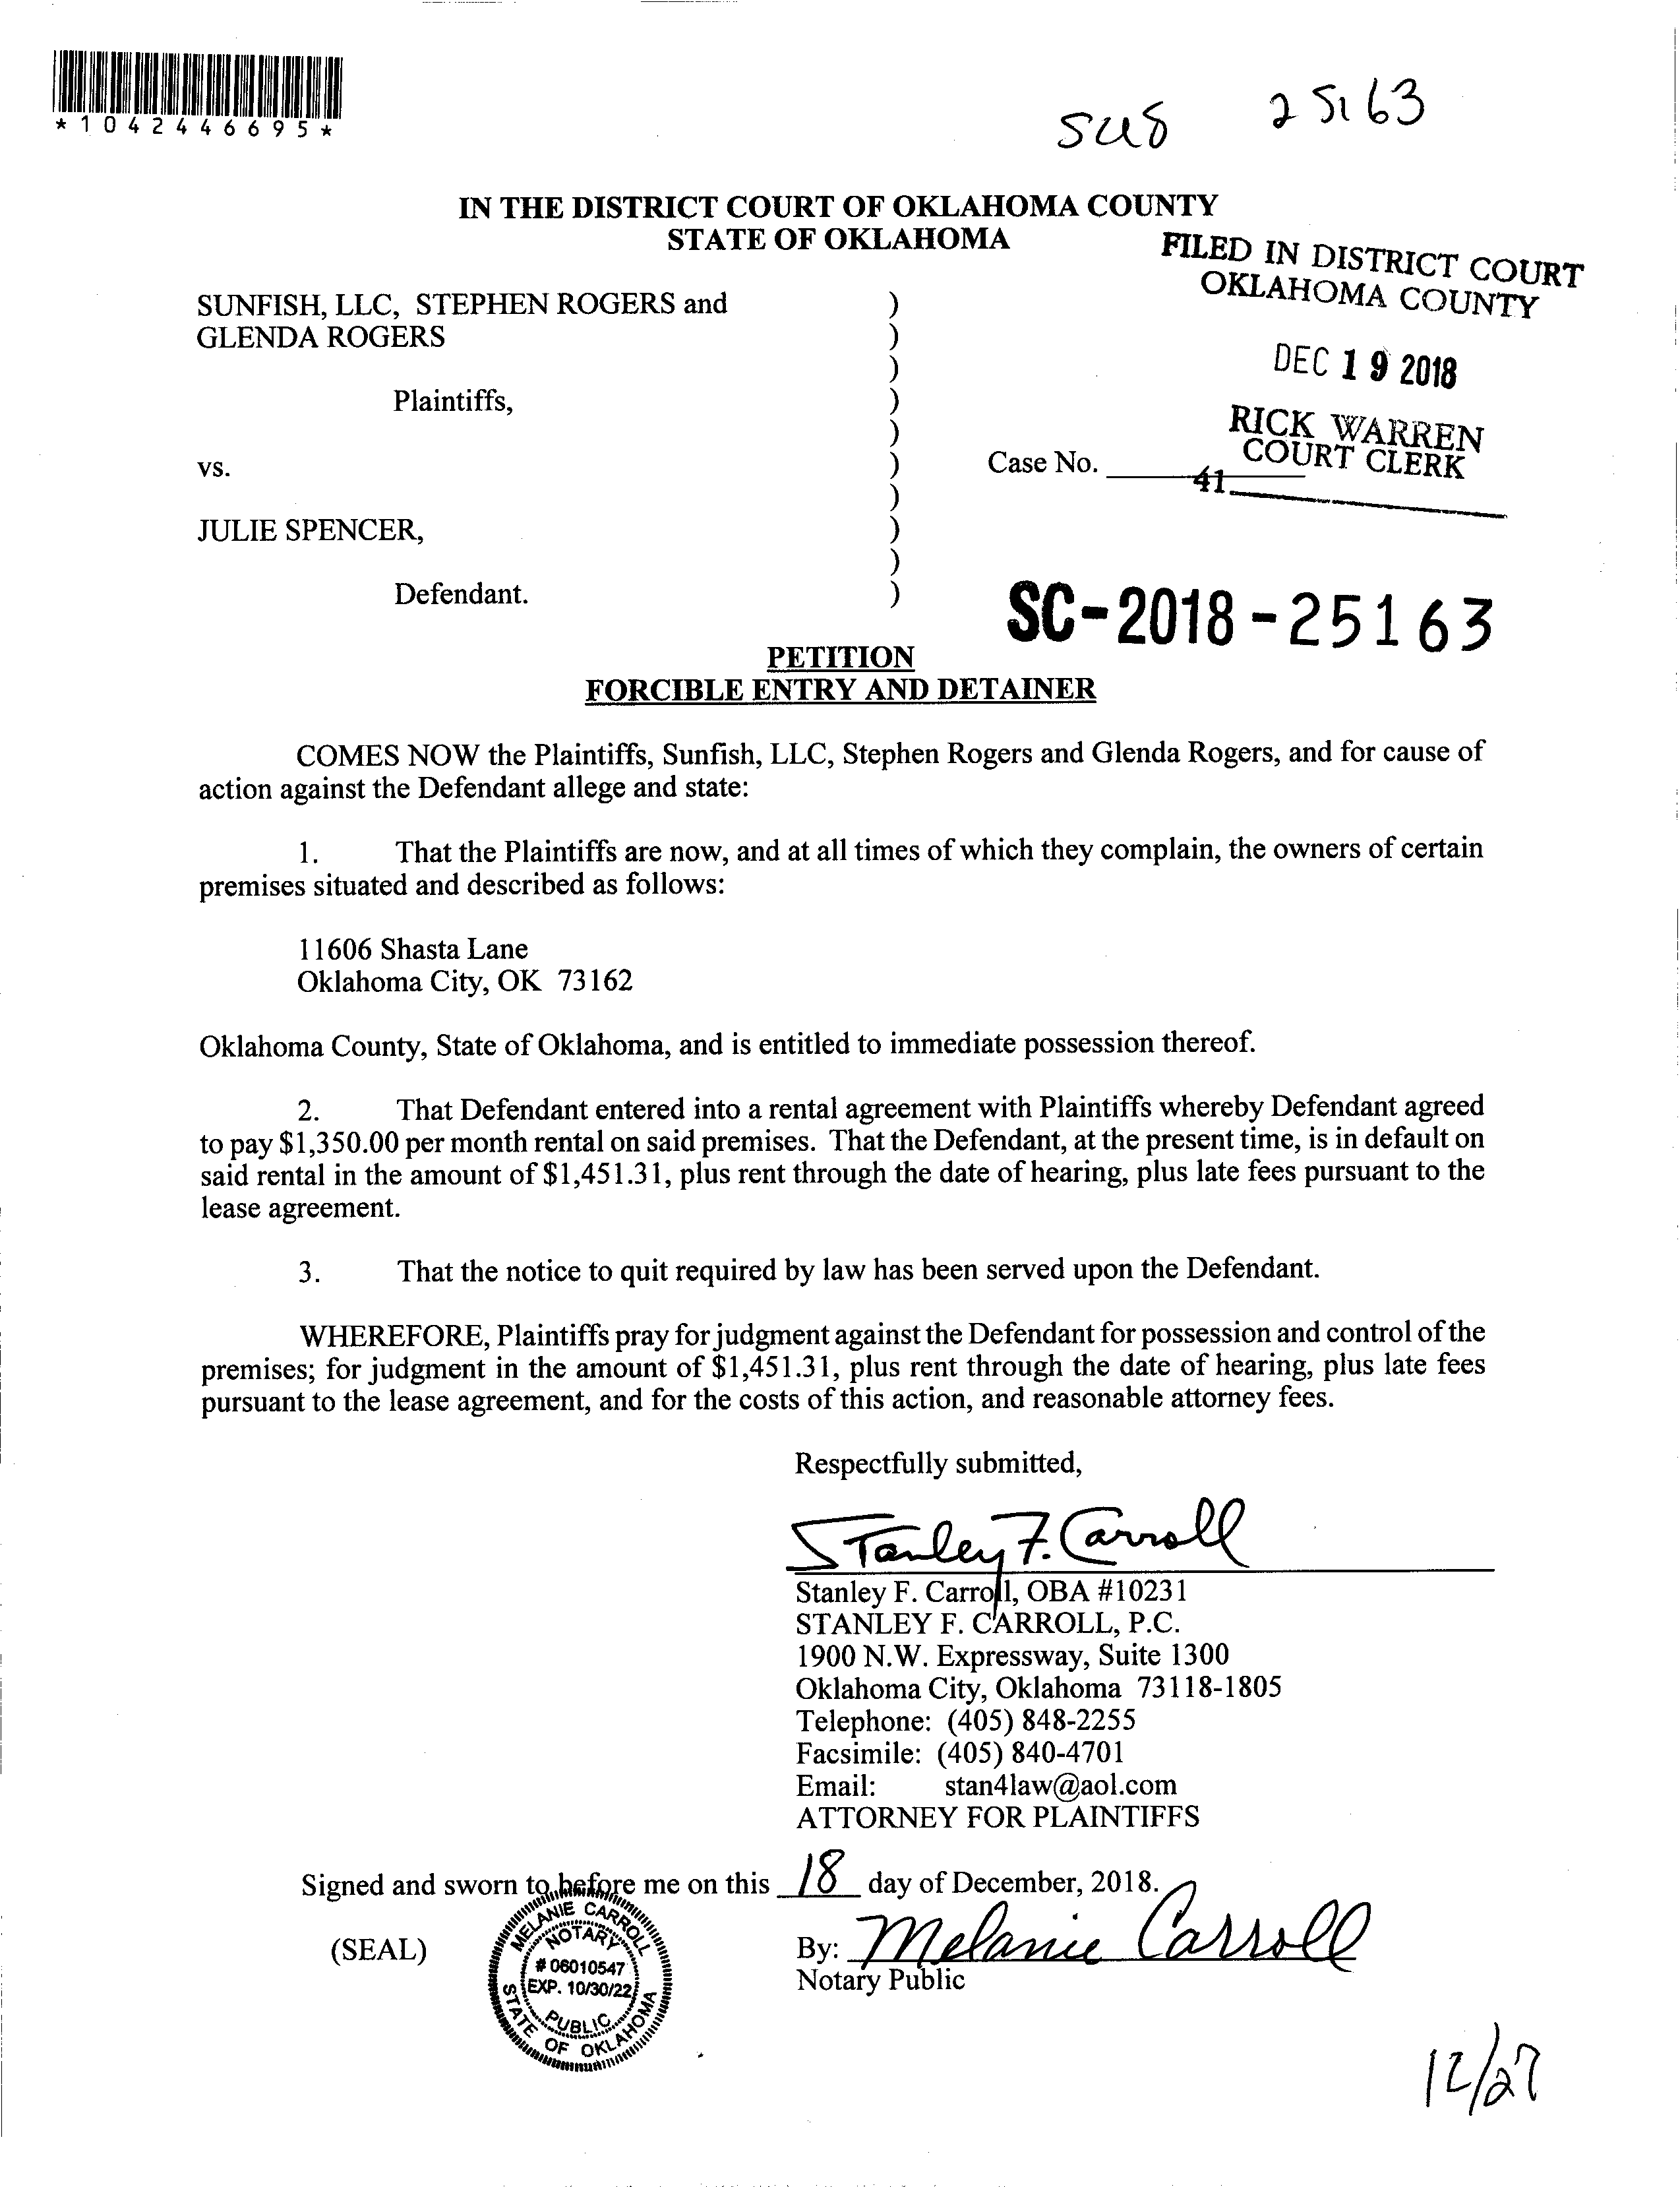 *1042446695*
25163
IN THE DISTRICT COURT OF OKLAHOMA COUNTY
STATE OF OKLAHOMA
FILED IN DISTRICT COURT
OKLAHOMA COUNTY
DEC 19 2018
RICK WARREN
COURT CLERK
41
SUNFISH, LLC, STEPHEN ROGERS and )
GLENDA ROGERS )
)
Plaintiffs, )
)
vs. ) Case No.
)
JULIE SPENCER, )
)
Defendant. )
SC-2018-25163
PETITION
FORCIBLE ENTRY AND DETAINER
COMES NOW the Plaintiffs, Sunfish, LLC, Stephen Rogers and Glenda Rogers, and for cause of
action against the Defendant allege and state:
1. That the Plaintiffs are now, and at all times of which they complain, the owners of certain
premises situated and described as follows:
11606 Shasta Lane
Oklahoma City, OK 73162
Oklahoma County, State of Oklahoma, and is entitled to immediate possession thereof.
2. That Defendant entered into a rental agreement with Plaintiffs whereby Defendant agreed
to pay $1,350.00 per month rental on said premises. That the Defendant, at the present time, is in default on
said rental in the amount of $1,451.31, plus rent through the date of hearing, plus late fees pursuant to the
lease agreement.
3. That the notice to quit required by law has been served upon the Defendant.
WHEREFORE, Plaintiffs pray for judgment against the Defendant for possession and control of the
premises; for judgment in the amount of $1,451.31, plus rent through the date of hearing, plus late fees
pursuant to the lease agreement, and for the costs of this action, and reasonable attorney fees.
Respectfully submitted,
Stanley F. Carroll
Stanley F. Carroll, OBA #10231
STANLEY F. CARROLL, P.C.
1900 N.W. Expressway, Suite 1300
Oklahoma City, Oklahoma 73118-1805
Telephone: (405) 848-2255
Facsimile: (405) 840-4701
Email: stan4law@aol.com
ATTORNEY FOR PLAINTIFFS
Signed and sworn to before me on this 18 day of December, 2018.
(SEAL)
MELANIE CARROLL
NOTARY
# 06010547
EXP. 10/30/22
PUBLIC
STATE OF OKLAHOMA
By: Melanie Carroll
Notary Public
12/27